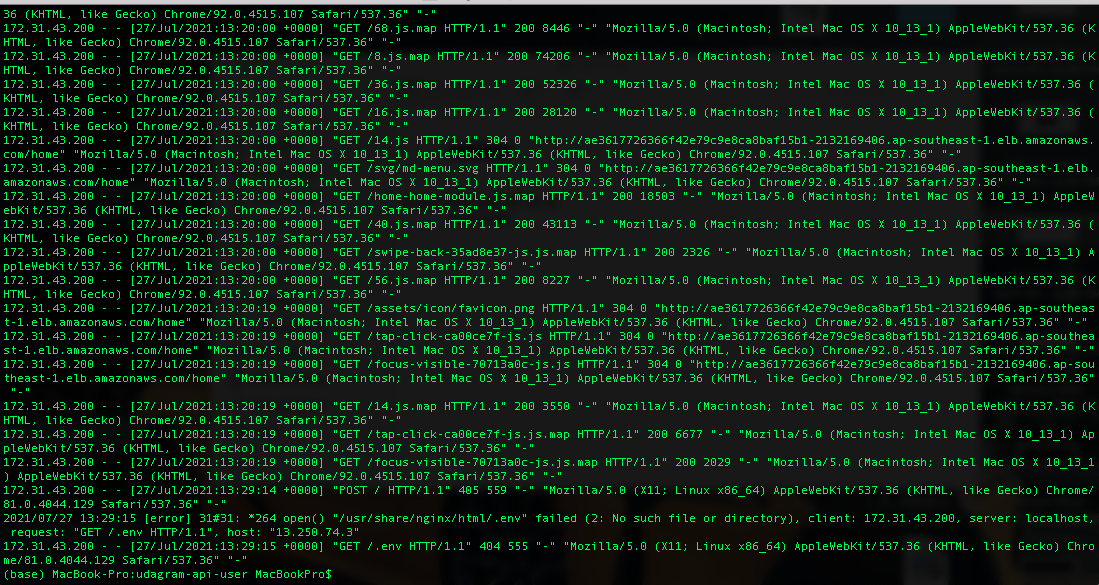 36 (KHTML, like Gecko) Chrome/92.0.4515.107 Safari/537.36" "-"
172.31.43.200 - - [27/Jul/2021:13:20:00 +0000] "GET /68.js.map HTTP/1.1" 200 8446 "-" "Mozilla/5.0 (Macintosh; Intel Mac OS X 10_13_1) AppleWebKit/537.36 (K
HTML, like Gecko) Chrome/92.0.4515.107 Safari/537.36" "-"
172.31.43.200 - - [27/Jul/2021:13:20:00 +0000] "GET /8.js.map HTTP/1.1" 200 74206 "-" "Mozilla/5.0 (Macintosh; Intel Mac OS X 10_13_1) AppleWebKit/537.36 (K
HTML, like Gecko) Chrome/92.0.4515.107 Safari/537.36" "-"
172.31.43.200 - - [27/Jul/2021:13:20:00 +0000] "GET /36.js.map HTTP/1.1" 200 52326 "-" "Mozilla/5.0 (Macintosh; Intel Mac OS X 10_13_1) AppleWebKit/537.36 (
KHTML, like Gecko) Chrome/92.0.4515.107 Safari/537.36" "-"
172.31.43.200 - - [27/Jul/2021:13:20:00 +0000] "GET /16.js.map HTTP/1.1" 200 28120 "-" "Mozilla/5.0 (Macintosh; Intel Mac OS X 10_13_1) AppleWebKit/537.36 (
KHTML, like Gecko) Chrome/92.0.4515.107 Safari/537.36" "-"
172.31.43.200 - - [27/Jul/2021:13:20:00 +0000] "GET /14.js HTTP/1.1" 304 0 "http://ae3617726366f42e79c9e8ca8baf15b1-2132169406.ap-southeast-1.elb.amazonaws.
com/home" "Mozilla/5.0 (Macintosh; Intel Mac OS X 10_13_1) AppleWebKit/537.36 (KHTML, like Gecko) Chrome/92.0.4515.107 Safari/537.36" "-"
172.31.43.200 - - [27/Jul/2021:13:20:00 +0000] "GET /svg/md-menu.svg HTTP/1.1" 304 0 "http://ae3617726366f42e79c9e8ca8baf15b1-2132169406.ap-southeast-1.elb.
amazonaws.com/home" "Mozilla/5.0 (Macintosh; Intel Mac OS X 10_13_1) AppleWebKit/537.36 (KHTML, like Gecko) Chrome/92.0.4515.107 Safari/537.36" "-"
172.31.43.200 - - [27/Jul/2021:13:20:00 +0000] "GET /home-home-module.js.map HTTP/1.1" 200 18503 "-" "Mozilla/5.0 (Macintosh; Intel Mac OS X 10_13_1) AppleW
ebKit/537.36 (KHTML, like Gecko) Chrome/92.0.4515.107 Safari/537.36" "-"
172.31.43.200 - - [27/Jul/2021:13:20:00 +0000] "GET /40.js.map HTTP/1.1" 200 43113 "-" "Mozilla/5.0 (Macintosh; Intel Mac OS X 10_13_1) AppleWebKit/537.36 (
KHTML, like Gecko) Chrome/92.0.4515.107 Safari/537.36" "-"
172.31.43.200 - - [27/Jul/2021:13:20:00 +0000] "GET /swipe-back-35ad8e37-js.js.map HTTP/1.1" 200 2326 "-" "Mozilla/5.0 (Macintosh; Intel Mac OS X 10_13_1) A
ppleWebKit/537.36 (KHTML, like Gecko) Chrome/92.0.4515.107 Safari/537.36" "-"
172.31.43.200 - - [27/Jul/2021:13:20:00 +0000] "GET /56.js.map HTTP/1.1" 200 8227 "-" "Mozilla/5.0 (Macintosh; Intel Mac OS X 10_13_1) AppleWebKit/537.36 (K
HTML, like Gecko) Chrome/92.0.4515.107 Safari/537.36" "-"
172.31.43.200 - - [27/Jul/2021:13:20:00 +0000] "GET /assets/icon/favicon.png HTTP/1.1" 304 0 "http://ae3617726366f42e79c9e8ca8baf15b1-2132169406.ap-southeas
t-1.elb.amazonaws.com/home" "Mozilla/5.0 (Macintosh; Intel Mac OS X 10_13_1) AppleWebKit/537.36 (KHTML, like Gecko) Chrome/92.0.4515.107 Safari/537.36" "-"
172.31.43.200 - - [27/Jul/2021:13:20:19 +0000] "GET /tap-click-ca00ce7f-js.js HTTP/1.1" 304 0 "http://ae3617726366f42e79c9e8ca8baf15b1-2132169406.ap-southea
st-1.elb.amazonaws.com/home" "Mozilla/5.0 (Macintosh; Intel Mac OS X 10_13_1) AppleWebKit/537.36 (KHTML, like Gecko) Chrome/92.0.4515.107 Safari/537.36" "-"
172.31.43.200 - - [27/Jul/2021:13:20:19 +0000] "GET /focus-visible-70713a0c-js.js HTTP/1.1" 304 0 "http://ae3617726366f42e79c9e8ca8baf15b1-2132169406.ap-sou
theast-1.elb.amazonaws.com/home" "Mozilla/5.0 (Macintosh; Intel Mac OS X 10_13_1) AppleWebKit/537.36 (KHTML, like Gecko) Chrome/92.0.4515.107 Safari/537.36"
"-"
172.31.43.200 - - [27/Jul/2021:13:20:19 +0000] "GET /14.js.map HTTP/1.1" 200 3550 "-" "Mozilla/5.0 (Macintosh; Intel Mac OS X 10_13_1) AppleWebKit/537.36 (K
HTML, like Gecko) Chrome/92.0.4515.107 Safari/537.36" "-"
172.31.43.200 - - [27/Jul/2021:13:20:19 +0000] "GET /tap-click-ca00ce7f-js.js.map HTTP/1.1" 200 6677 "-" "Mozilla/5.0 (Macintosh; Intel Mac OS X 10_13_1) Ap
pleWebKit/537.36 (KHTML, like Gecko) Chrome/92.0.4515.107 Safari/537.36" "-"
172.31.43.200 - - [27/Jul/2021:13:20:19 +0000] "GET /focus-visible-70713a0c-js.js.map HTTP/1.1" 200 2029 "-" "Mozilla/5.0 (Macintosh; Intel Mac OS X 10_13_1
) AppleWebKit/537.36 (KHTML, like Gecko) Chrome/92.0.4515.107 Safari/537.36" "-"
172.31.43.200 - - [27/Jul/2021:13:29:14 +0000] "POST / HTTP/1.1" 405 559 "-" "Mozilla/5.0 (X11; Linux x86_64) AppleWebKit/537.36 (KHTML, like Gecko) Chrome/
81.0.4044.129 Safari/537.36" "-"
2021/07/27 13:29:15 [error] 31#31: *264 open() "/usr/share/nginx/html/.env" failed (2: No such file or directory), client: 172.31.43.200, server: localhost,
request: "GET /.env HTTP/1.1", host: "13.250.74.3"
172.31.43.200 - - [27/Jul/2021:13:29:15 +0000] "GET /.env HTTP/1.1" 404 555 "-" "Mozilla/5.0 (X11; Linux x86_64) AppleWebKit/537.36 (KHTML, like Gecko) Chro
me/81.0.4044.129 Safari/537.36" "-"
(base) MacBook-Pro:udagram-api-user MacBookPro$